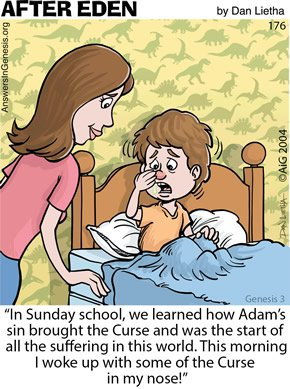 AFTER EDEN
by Dan Lietha
176
AnswersInGenesis.org
©AiG 2004
DAN LIETHA
Genesis 3
“In Sunday school, we learned how Adam’s
sin brought the Curse and was the start of
all the suffering in this world. This morning
I woke up with some of the Curse
in my nose!”